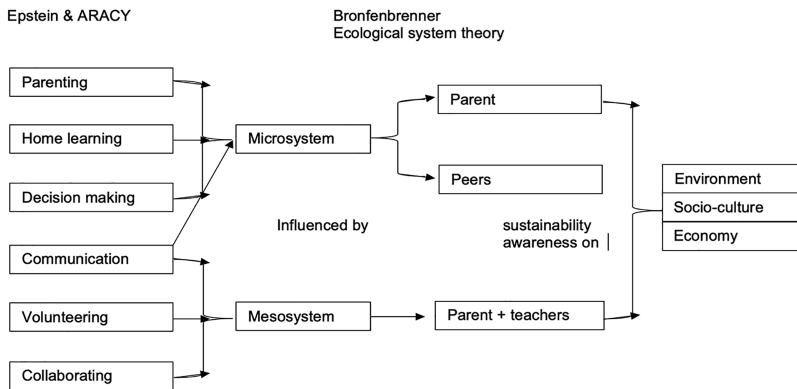 Epstein & ARACY
Bronfenbrenner
Ecological system theory
Parenting
Home learning
Decision making
Communication
Volunteering
Collaborating
Microsystem
Influenced by
Mesosystem
Parent
Peers
sustainability
awareness on
Parent + teachers
Environment
Socio-culture
Economy